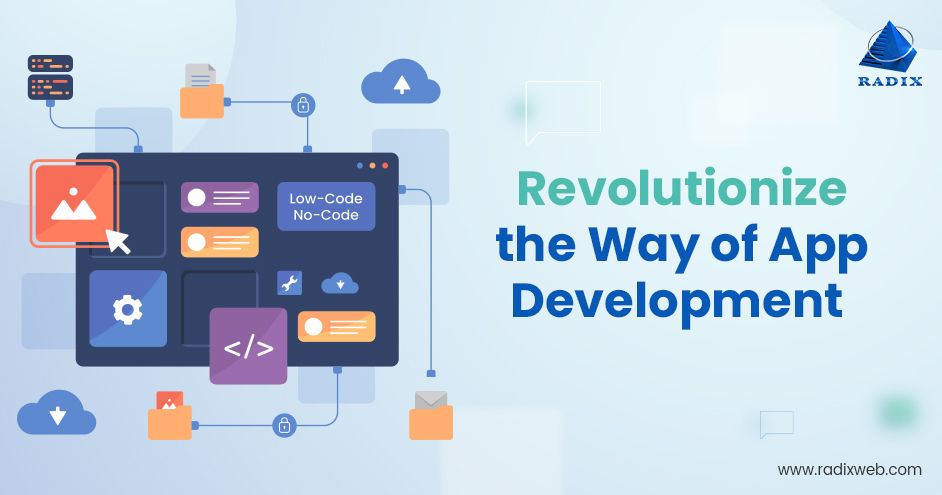 RADIX
Low-Code
No-Code
</>
Revolutionize
the Way of App
Development
www.radixweb.com